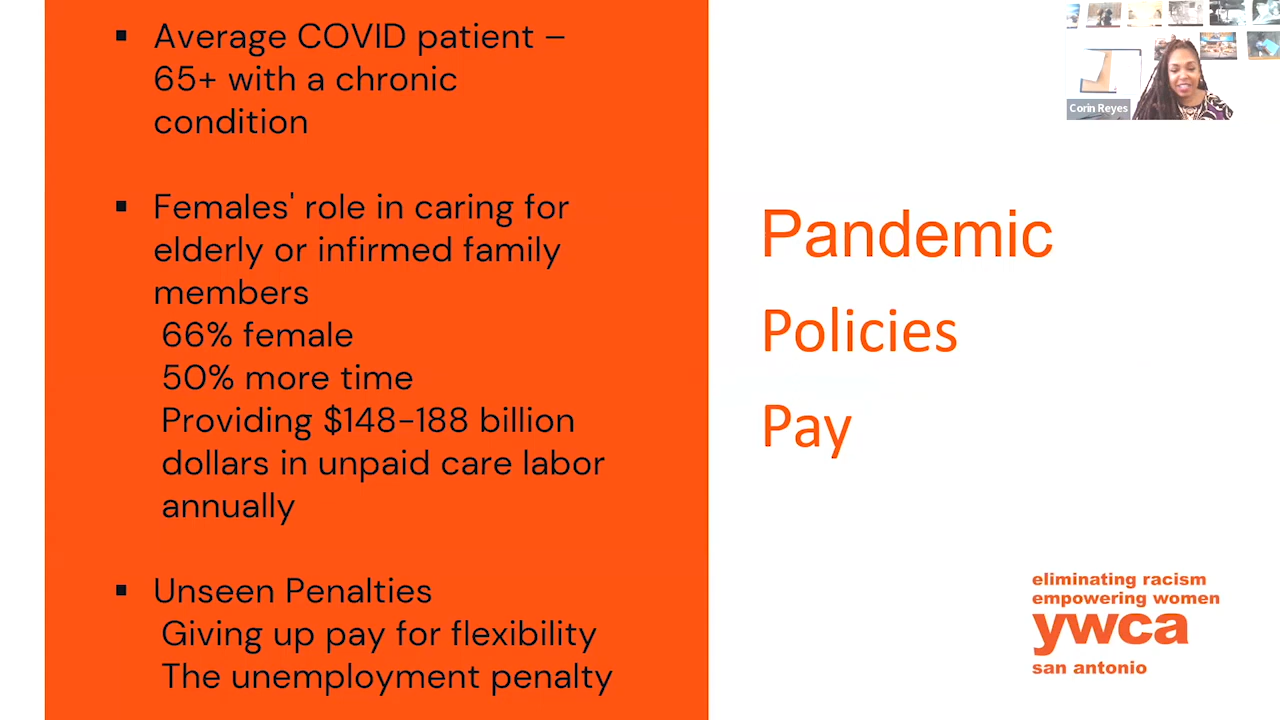 ▪ Average COVID patient –
65+ with a chronic
condition
▪ Females' role in caring for
elderly or infirmed family
members
66% female
50% more time
Providing $148-188 billion
dollars in unpaid care labor
annually
▪ Unseen Penalties
Giving up pay for flexibility
The unemployment penalty
Corin Reyes
Pandemic
Policies
Pay
eliminating racism
empowering women
ywca
san antonio